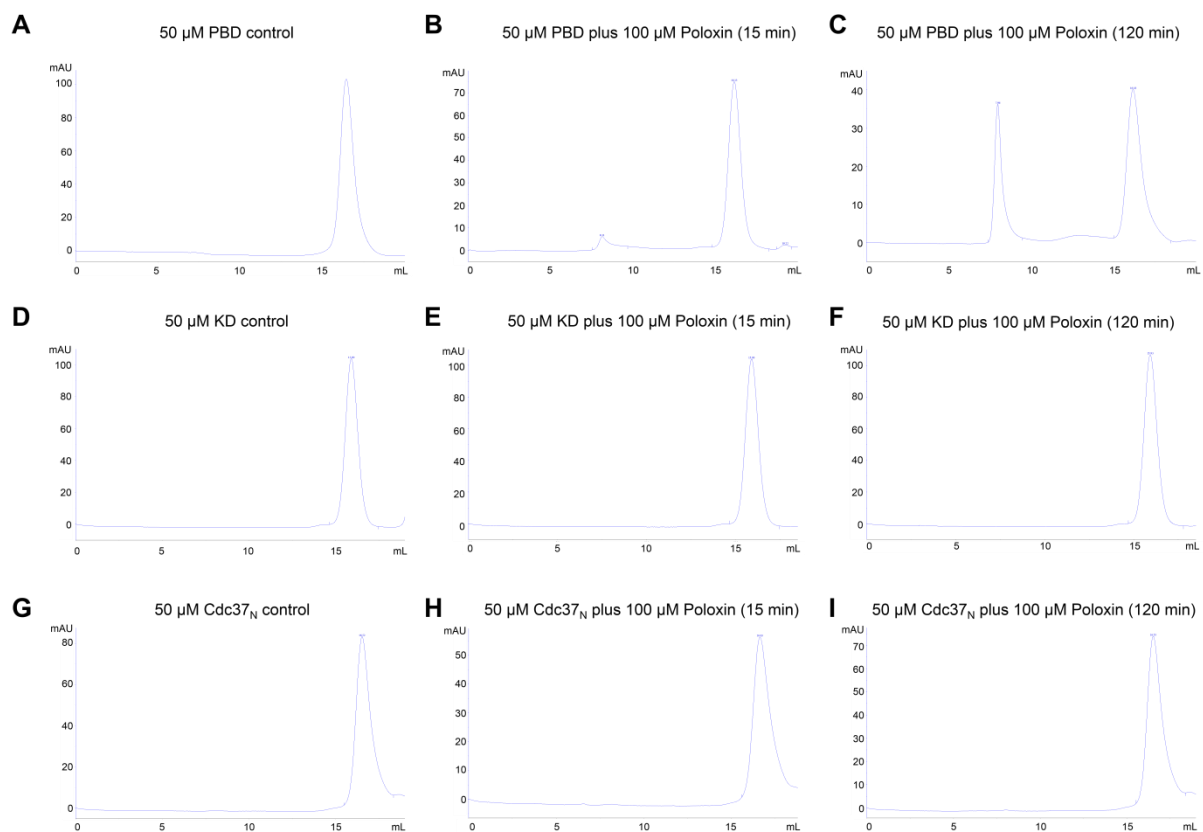 A
50 µM PBD control
mAU
100
80
60
40
20
0
0 5 10 15 mL
B
50 µM PBD plus 100 µM Poloxin (15 min)
mAU
70
60
50
40
30
20
10
0
0 5 10 15 mL
C
50 µM PBD plus 100 µM Poloxin (120 min)
mAU
40
30
20
10
0
0 5 10 15 mL
D
50 µM KD control
mAU
100
80
60
40
20
0
0 5 10 15 mL
E
50 µM KD plus 100 µM Poloxin (15 min)
mAU
100
80
60
40
20
0
0 5 10 15 mL
F
50 µM KD plus 100 µM Poloxin (120 min)
mAU
100
80
60
40
20
0
0 5 10 15 mL
G
50 µM Cdc37N control
mAU
80
60
40
20
0
0 5 10 15 mL
H
50 µM Cdc37N plus 100 µM Poloxin (15 min)
mAU
50
40
30
20
10
0
0 5 10 15 mL
I
50 µM Cdc37N plus 100 µM Poloxin (120 min)
mAU
70
60
50
40
30
20
10
0
0 5 10 15 mL